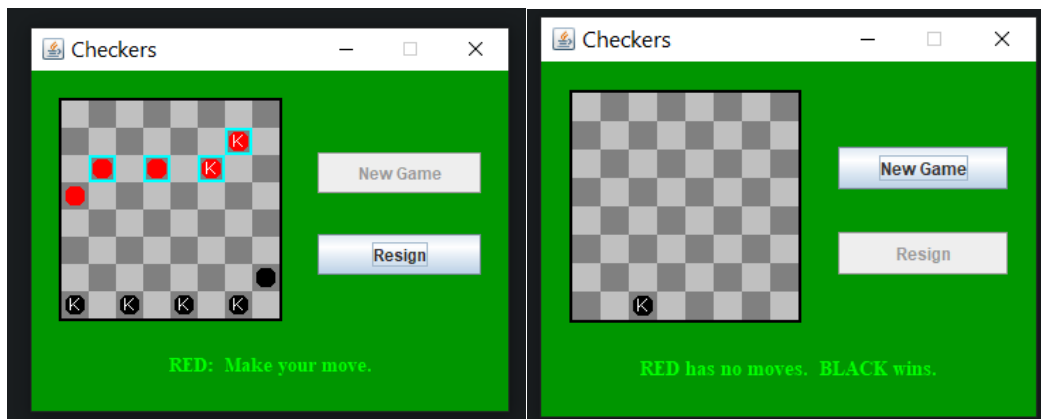 Checkers
K
K
New Game
Resign
K K K K
RED: Make your move.
Checkers
New Game
Resign
K
RED has no moves. BLACK wins.